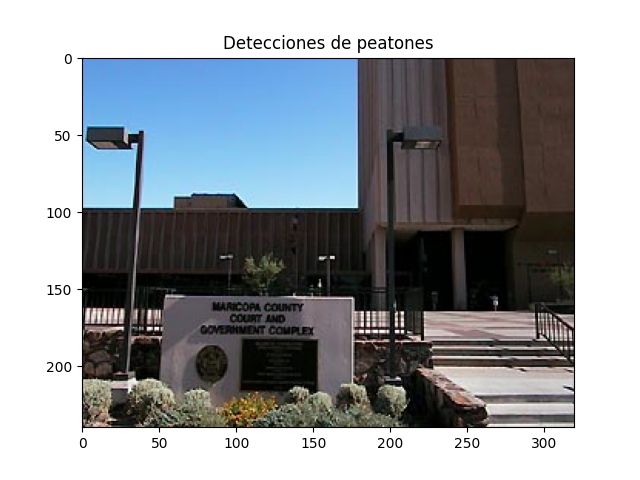 Detecciones de peatones
0
50
100
150
200
MARICOPA COUNTY
COURT AND
GOVERNMENT COMPLEX
0 50 100 150 200 250 300